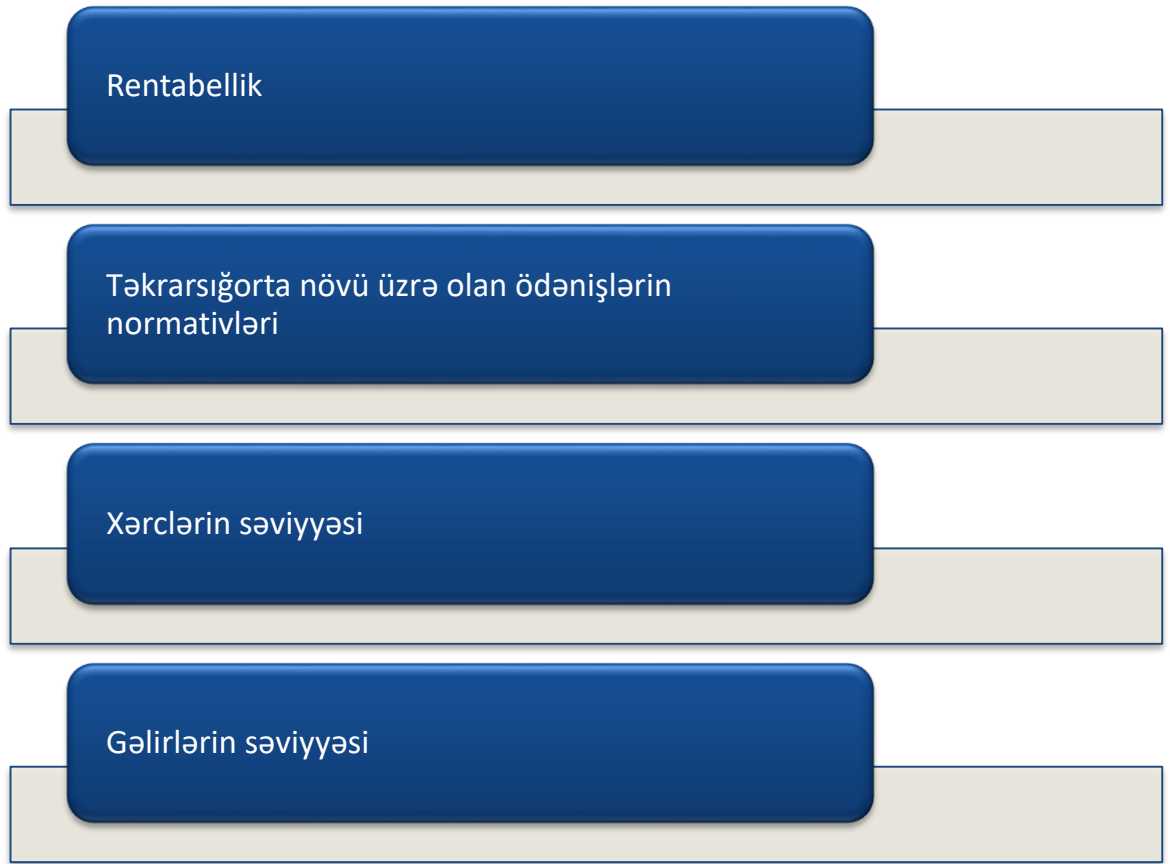 Rentabellik
Təkrarsığorta növü üzrə olan ödənişlərin
normativləri
Xərclərin səviyyəsi
Gəlirlərin səviyyəsi